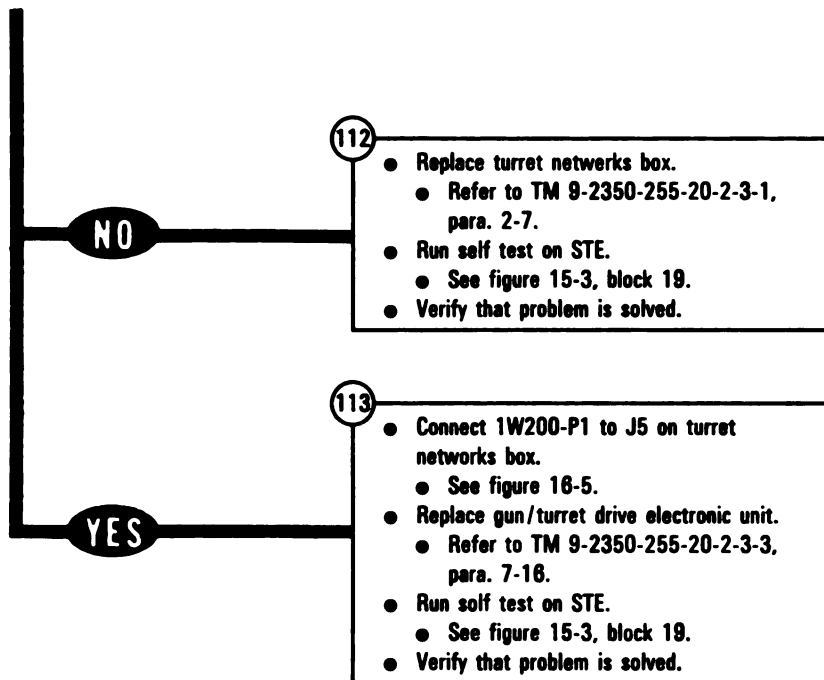 112
● Replace turret netwerks box.
● Refer to TM 9-2350-255-20-2-3-1,
para. 2-7.
NO
● Run self test on STE.
● See figure 15-3, block 19.
● Verify that problem is solved.
113
● Connect 1W200-P1 to J5 on turret
networks box.
● See figure 16-5.
● Replace gun/turret drive electronic unit.
YES
● Refer to TM 9-2350-255-20-2-3-3,
para. 7-16.
● Run solf test on STE.
● See figure 15-3, block 19.
● Verify that problem is solved.